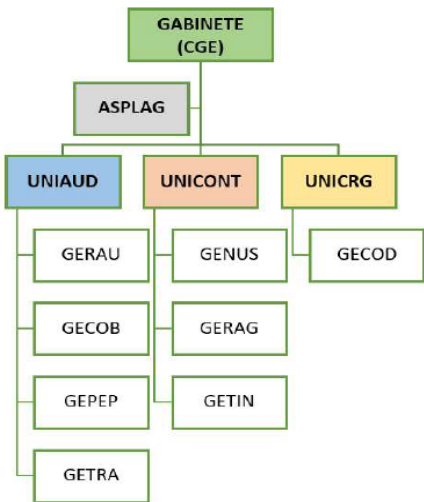 GABINETE
(CGE)
ASPLAG
UNIAUD
UNICONT
UNICRG
GERAU
GENUS
GECOD
GECOB
GERAG
GEPEP
GETIN
GETRA